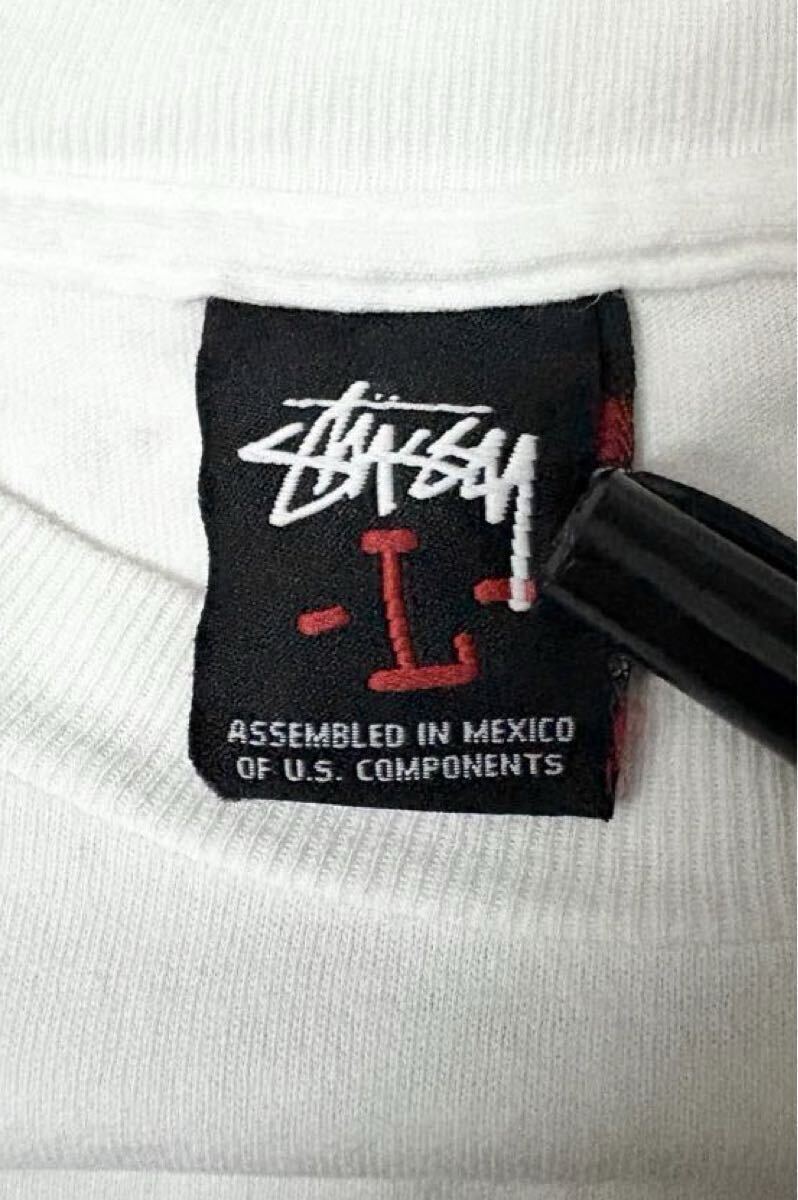 STÜSSY
-L-
ASSEMBLED IN MEXICO
OF U.S. COMPONENTS